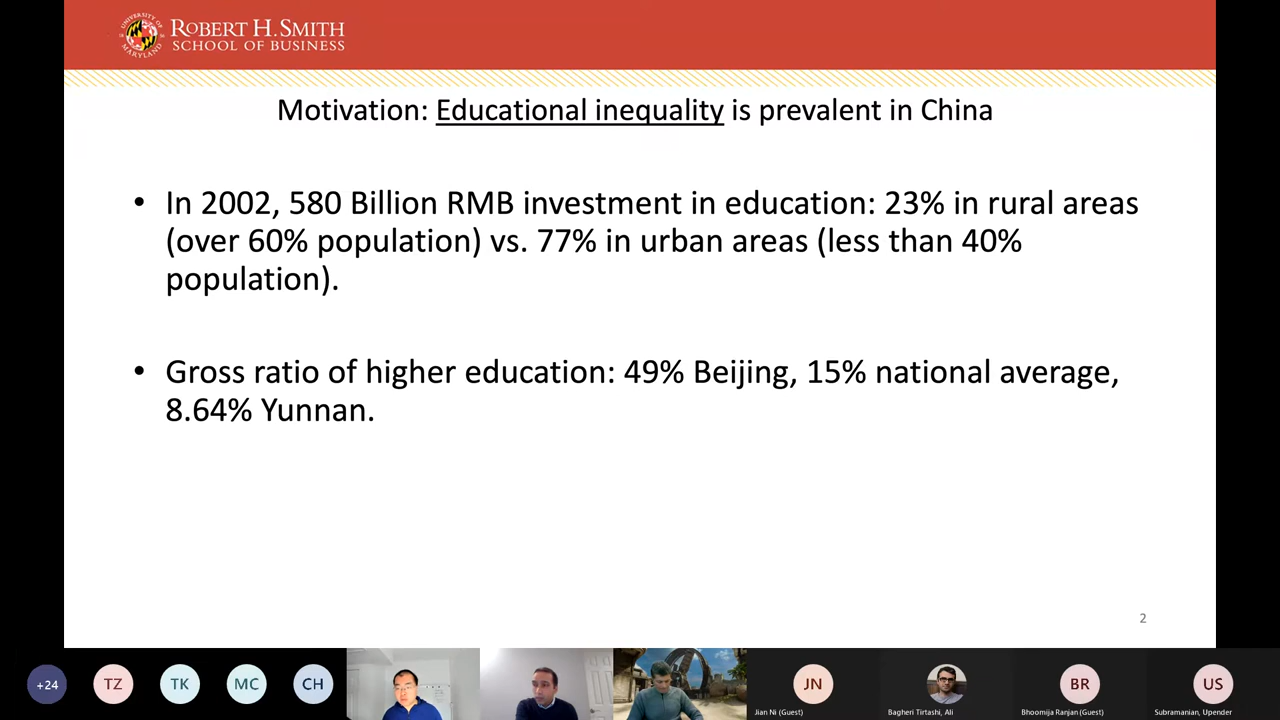 UNIVERSITY OF
MARYLAND
ROBERT H. SMITH
SCHOOL OF BUSINESS
Motivation: Educational inequality is prevalent in China
• In 2002, 580 Billion RMB investment in education: 23% in rural areas
(over 60% population) vs. 77% in urban areas (less than 40%
population).
• Gross ratio of higher education: 49% Beijing, 15% national average,
8.64% Yunnan.
2
+24
TZ
TK
MC
CH
JN
BR
US
Jian Ni (Guest)
Bagheri Tirtashi, Ali
Bhoomija Ranjan (Guest)
Subramanian, Upender